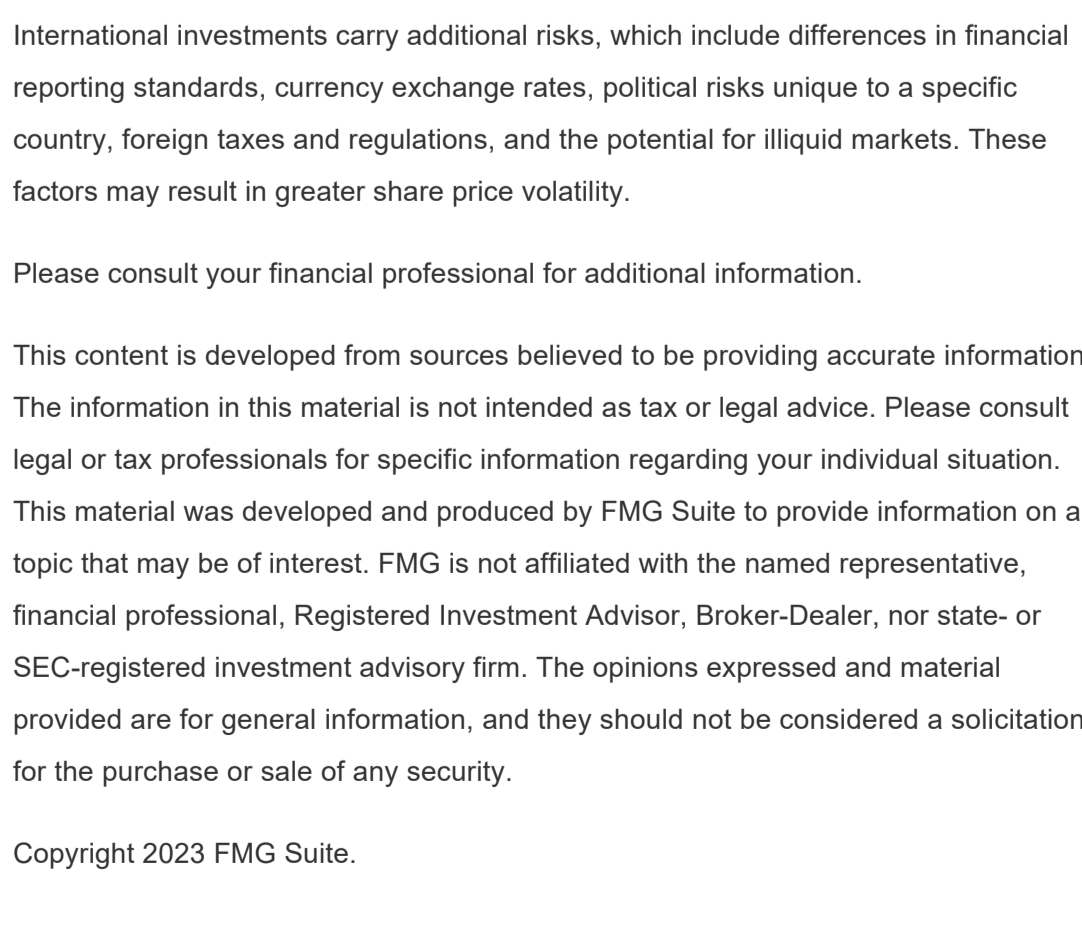 International investments carry additional risks, which include differences in financial
reporting standards, currency exchange rates, political risks unique to a specific
country, foreign taxes and regulations, and the potential for illiquid markets. These
factors may result in greater share price volatility.
Please consult your financial professional for additional information.
This content is developed from sources believed to be providing accurate information
The information in this material is not intended as tax or legal advice. Please consult
legal or tax professionals for specific information regarding your individual situation.
This material was developed and produced by FMG Suite to provide information on a
topic that may be of interest. FMG is not affiliated with the named representative,
financial professional, Registered Investment Advisor, Broker-Dealer, nor state- or
SEC-registered investment advisory firm. The opinions expressed and material
provided are for general information, and they should not be considered a solicitation
for the purchase or sale of any security.
Copyright 2023 FMG Suite.